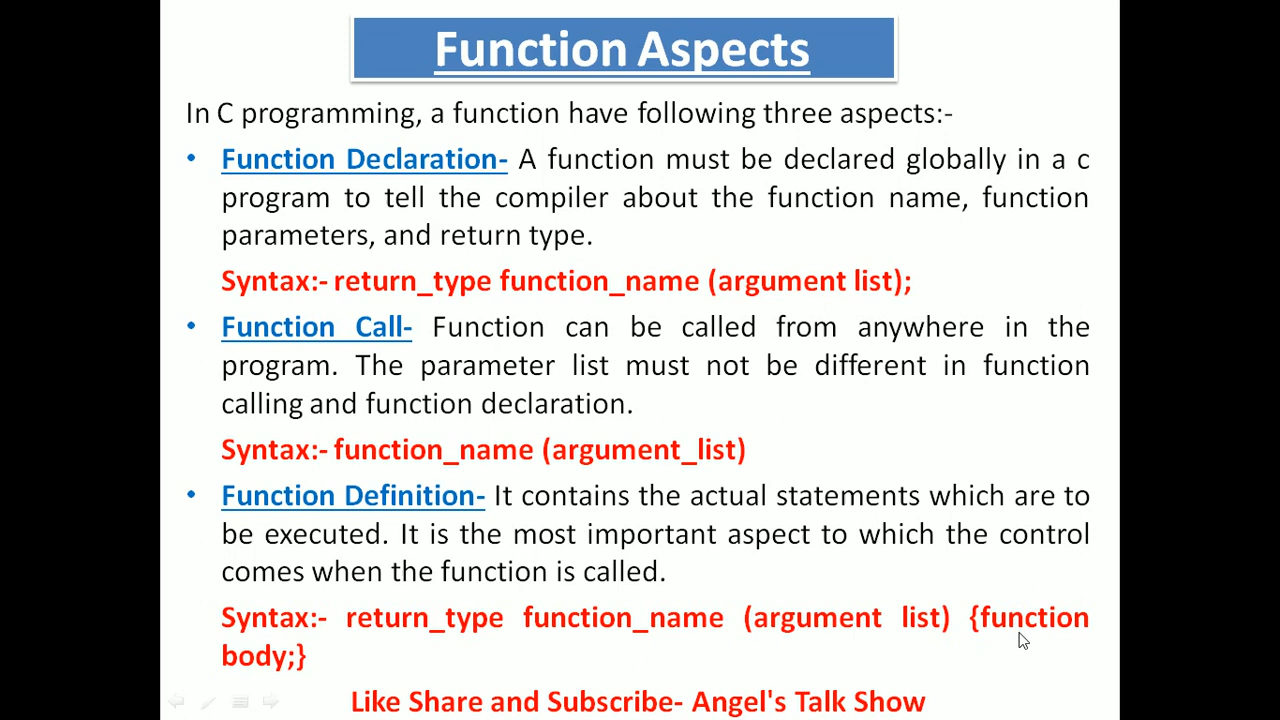 Function Aspects
In C programming, a function have following three aspects:-
• Function Declaration- A function must be declared globally in a c
program to tell the compiler about the function name, function
parameters, and return type.
Syntax:- return_type function_name (argument list);
• Function Call- Function can be called from anywhere in the
program. The parameter list must not be different in function
calling and function declaration.
Syntax:- function_name (argument_list)
• Function Definition- It contains the actual statements which are to
be executed. It is the most important aspect to which the control
comes when the function is called.
Syntax:- return_type function_name (argument list) {function
body;}
Like Share and Subscribe- Angel's Talk Show